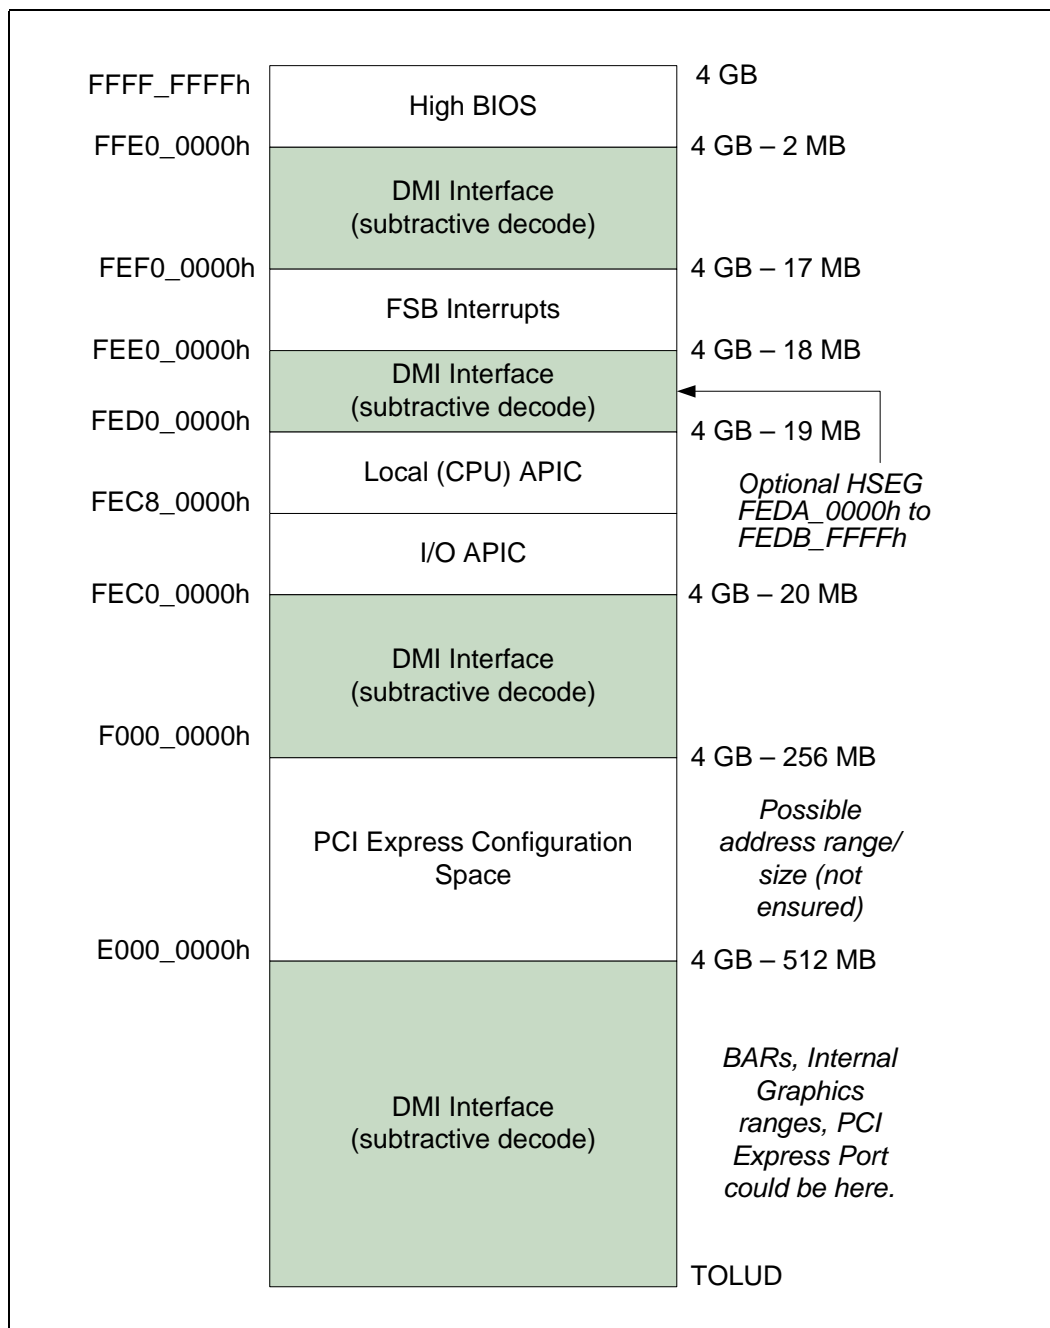 FFFF_FFFFh
4 GB
High BIOS
FFE0_0000h
4 GB – 2 MB
DMI Interface
(subtractive decode)
FEF0_0000h
4 GB – 17 MB
FSB Interrupts
FEE0_0000h
4 GB – 18 MB
DMI Interface
(subtractive decode)
FED0_0000h
4 GB – 19 MB
Local (CPU) APIC
Optional HSEG
FEDA_0000h to
FEDB_FFFFh
FEC8_0000h
I/O APIC
FEC0_0000h
4 GB – 20 MB
DMI Interface
(subtractive decode)
F000_0000h
4 GB – 256 MB
PCI Express Configuration
Space
Possible
address range/
size (not
ensured)
E000_0000h
4 GB – 512 MB
DMI Interface
(subtractive decode)
BARs, Internal
Graphics
ranges, PCI
Express Port
could be here.
TOLUD